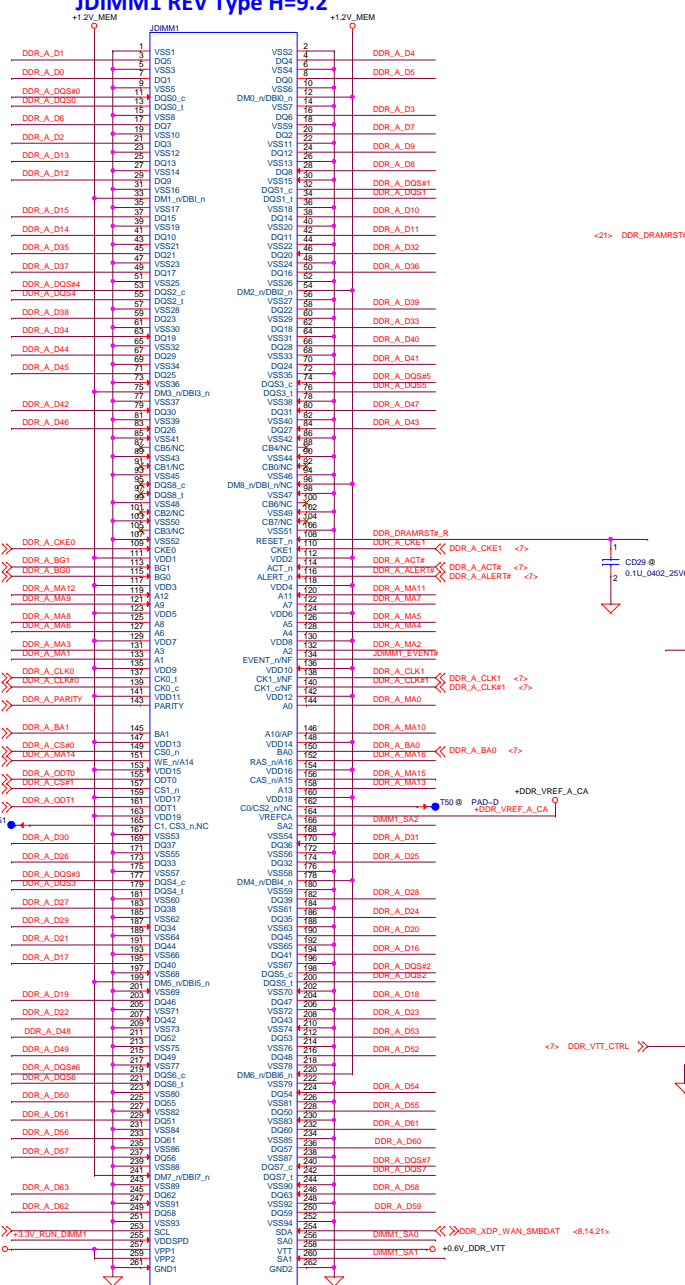 JDIMM1 REV Type H=9.2
+1.2V_MEM +1.2V_MEM
JDIMM1
1 VSS1 VSS2 2
DDR_A_D1 3 DQ5 DQ4 4 DDR_A_D4
5 VSS3 VSS4 6
DDR_A_D0 7 DQ1 DQ0 8 DDR_A_D5
9 VSS5 VSS6 10
DDR_A_DQS#0 11 DQS0_c DM0_n/DBI0_n 12
DDR_A_DQS0 13 DQS0_t VSS7 14
15 VSS8 DQ6 16 DDR_A_D3
DDR_A_D6 17 DQ7 VSS9 18
19 VSS10 DQ2 20 DDR_A_D7
DDR_A_D2 21 DQ3 VSS11 22
23 VSS12 DQ12 24 DDR_A_D9
DDR_A_D13 25 DQ13 VSS13 26
27 VSS14 DQ8 28 DDR_A_D8
DDR_A_D12 29 DQ9 VSS15 30
31 VSS16 DQS1_c 32 DDR_A_DQS#1
33 DM1_n/DBI_n DQS1_t 34 DDR_A_DQS1
35 VSS17 VSS18 36
DDR_A_D15 37 DQ15 DQ14 38 DDR_A_D10
39 VSS19 VSS20 40
DDR_A_D14 41 DQ10 DQ11 42 DDR_A_D11
43 VSS21 VSS22 44
DDR_A_D35 45 DQ21 DQ20 46 DDR_A_D32
47 VSS23 VSS24 48
DDR_A_D37 49 DQ17 DQ16 50 DDR_A_D36
51 VSS25 VSS26 52
DDR_A_DQS#4 53 DQS2_c DM2_n/DBI2_n 54
DDR_A_DQS4 55 DQS2_t VSS27 56
57 VSS28 DQ22 58 DDR_A_D39
DDR_A_D38 59 DQ23 VSS29 60
61 VSS30 DQ18 62 DDR_A_D33
DDR_A_D34 63 DQ19 VSS31 64
65 VSS32 DQ28 66 DDR_A_D40
DDR_A_D44 67 DQ29 VSS33 68
69 VSS34 DQ24 70 DDR_A_D41
DDR_A_D45 71 DQ25 VSS35 72
73 VSS36 DQS3_c 74 DDR_A_DQS#5
75 DM3_n/DBI3_n DQS3_t 76 DDR_A_DQS5
77 VSS37 VSS38 78
DDR_A_D42 79 DQ30 DQ31 80 DDR_A_D47
81 VSS39 VSS40 82
DDR_A_D46 83 DQ26 DQ27 84 DDR_A_D43
85 VSS41 VSS42 86
87 CB5/NC CB4/NC 88
89 VSS43 VSS44 90
91 CB1/NC CB0/NC 92
93 VSS45 VSS46 94
95 DQS8_c DM8_n/DBI_n/NC 96
97 DQS8_t VSS47 98
99 VSS48 CB6/NC 100
101 CB2/NC VSS49 102
103 VSS50 CB7/NC 104
105 CB3/NC VSS51 106
107 VSS52 RESET_n 108 DDR_DRAMRST#_R
DDR_A_CKE0 109 CKE0 CKE1 110 DDR_A_CKE1 DDR_A_CKE1 <7>
111 VDD1 VDD2 112
DDR_A_BG1 113 BG1 ACT_n 114 DDR_A_ACT# DDR_A_ACT# <7>
DDR_A_BG0 115 BG0 ALERT_n 116 DDR_A_ALERT# DDR_A_ALERT# <7>
117 VDD3 VDD4 118
DDR_A_MA12 119 A12 A11 120 DDR_A_MA11
DDR_A_MA9 121 A9 A7 122 DDR_A_MA7
123 VDD5 VDD6 124
DDR_A_MA8 125 A8 A5 126 DDR_A_MA5
DDR_A_MA6 127 A6 A4 128 DDR_A_MA4
129 VDD7 VDD8 130
DDR_A_MA3 131 A3 A2 132 DDR_A_MA2
DDR_A_MA1 133 A1 EVENT_n/NF 134 JDIMM1_EVENT#
135 VDD9 VDD10 136
DDR_A_CLK0 137 CK0_t CK1_t/NF 138 DDR_A_CLK1 DDR_A_CLK1 <7>
DDR_A_CLK#0 139 CK0_c CK1_c/NF 140 DDR_A_CLK#1 DDR_A_CLK#1 <7>
141 VDD11 VDD12 142
DDR_A_PARITY 143 PARITY A0 144 DDR_A_MA0
DDR_A_BA1 145 BA1 A10/AP 146 DDR_A_MA10
147 VDD13 VDD14 148
DDR_A_CS#0 149 CS0_n BA0 150 DDR_A_BA0 DDR_A_BA0 <7>
DDR_A_MA14 151 WE_n/A14 RAS_n/A16 152 DDR_A_MA16
153 VDD15 VDD16 154
DDR_A_ODT0 155 ODT0 CAS_n/A15 156 DDR_A_MA15
DDR_A_CS#1 157 CS1_n A13 158 DDR_A_MA13
159 VDD17 VDD18 160
DDR_A_ODT1 161 ODT1 C0/CS2_n/NC 162 T50 @ PAD~D
163 VDD19 VREFCA 164 +DDR_VREF_A_CA
+DDR_VREF_A_CA
165 C1, CS3_n,NC SA2 166 DIMM1_SA2
167 VSS53 VSS54 168
DDR_A_D30 169 DQ37 DQ36 170 DDR_A_D31
171 VSS55 VSS56 172
DDR_A_D26 173 DQ33 DQ32 174 DDR_A_D25
175 VSS57 VSS58 176
DDR_A_DQS#3 177 DQS4_c DM4_n/DBI4_n 178
DDR_A_DQS3 179 DQS4_t VSS59 180
181 VSS60 DQ39 182 DDR_A_D28
DDR_A_D27 183 DQ38 VSS61 184
185 VSS62 DQ35 186 DDR_A_D24
DDR_A_D29 187 DQ34 VSS63 188
189 VSS64 DQ45 190 DDR_A_D20
DDR_A_D21 191 DQ44 VSS65 192
193 VSS66 DQ41 194 DDR_A_D16
DDR_A_D17 195 DQ40 VSS67 196
197 VSS68 DQS5_c 198 DDR_A_DQS#2
199 DM5_n/DBI5_n DQS5_t 200 DDR_A_DQS2
201 VSS69 VSS70 202
DDR_A_D19 203 DQ46 DQ47 204 DDR_A_D18
205 VSS71 VSS72 206
DDR_A_D22 207 DQ42 DQ43 208 DDR_A_D23
209 VSS73 VSS74 210
DDR_A_D48 211 DQ52 DQ53 212 DDR_A_D53
213 VSS75 VSS76 214
DDR_A_D49 215 DQ49 DQ48 216 DDR_A_D52
217 VSS77 VSS78 218
DDR_A_DQS#6 219 DQS6_c DM6_n/DBI6_n 220
DDR_A_DQS6 221 DQS6_t VSS79 222
223 VSS80 DQ54 224 DDR_A_D54
DDR_A_D50 225 DQ55 VSS81 226
227 VSS82 DQ50 228 DDR_A_D55
DDR_A_D51 229 DQ51 VSS83 230
231 VSS84 DQ60 232 DDR_A_D61
DDR_A_D56 233 DQ61 VSS85 234
235 VSS86 DQ57 236 DDR_A_D60
DDR_A_D57 237 DQ56 VSS87 238
239 VSS88 DQS7_c 240 DDR_A_DQS#7
241 DM7_n/DBI7_n DQS7_t 242 DDR_A_DQS7
243 VSS89 VSS90 244
DDR_A_D63 245 DQ62 DQ63 246 DDR_A_D58
247 VSS91 VSS92 248
DDR_A_D62 249 DQ58 DQ59 250 DDR_A_D59
251 VSS93 VSS94 252
253 SCL SDA 254 DDR_XDP_WAN_SMBDAT <8,14,21>
+3.3V_RUN_DIMM1 255 VDDSPD SA0 256 DIMM1_SA0
257 VPP1 VTT 258 +0.6V_DDR_VTT
259 VPP2 SA1 260 DIMM1_SA1
261 GND1 GND2 262
<21> DDR_DRAMRST#
1
CD29 @
2 0.1U_0402_25V6
<7> DDR_VTT_CTRL